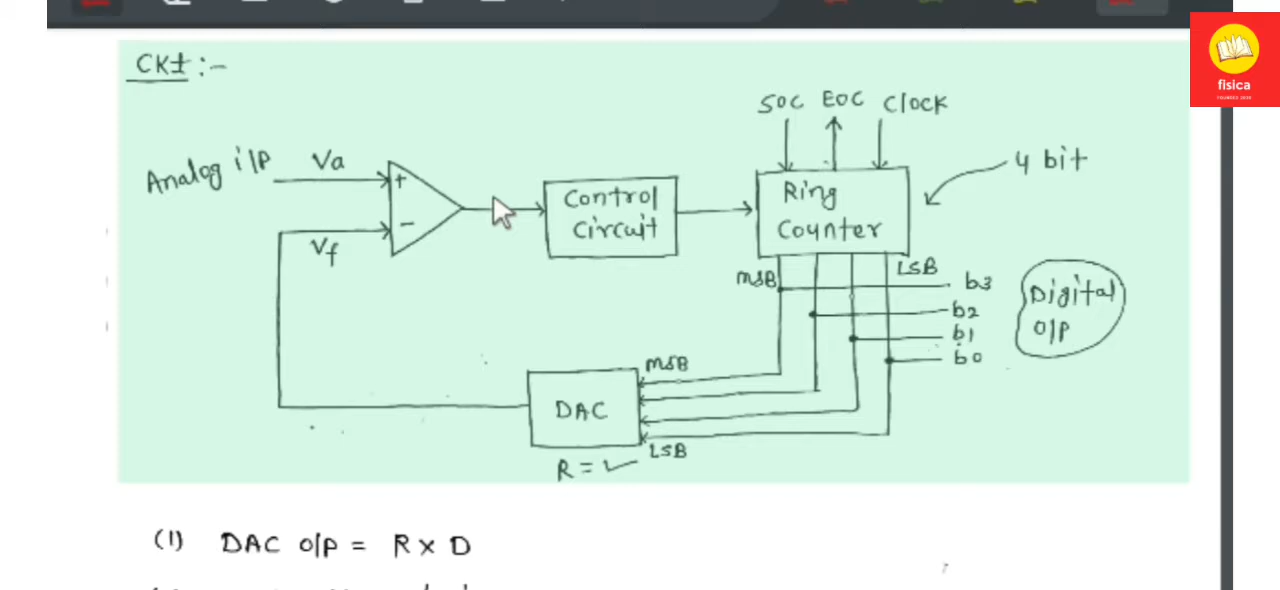 CKt :-
SOC EOC Clock
Analog i/p Va
+
-
Vf
Control
Circuit
Ring
Counter
4 bit
MSB
LSB
b3
b2
b1
b0
Digital
O/P
MSB
DAC
LSB
R = ✓
(1) DAC o/p = R x D
fisica